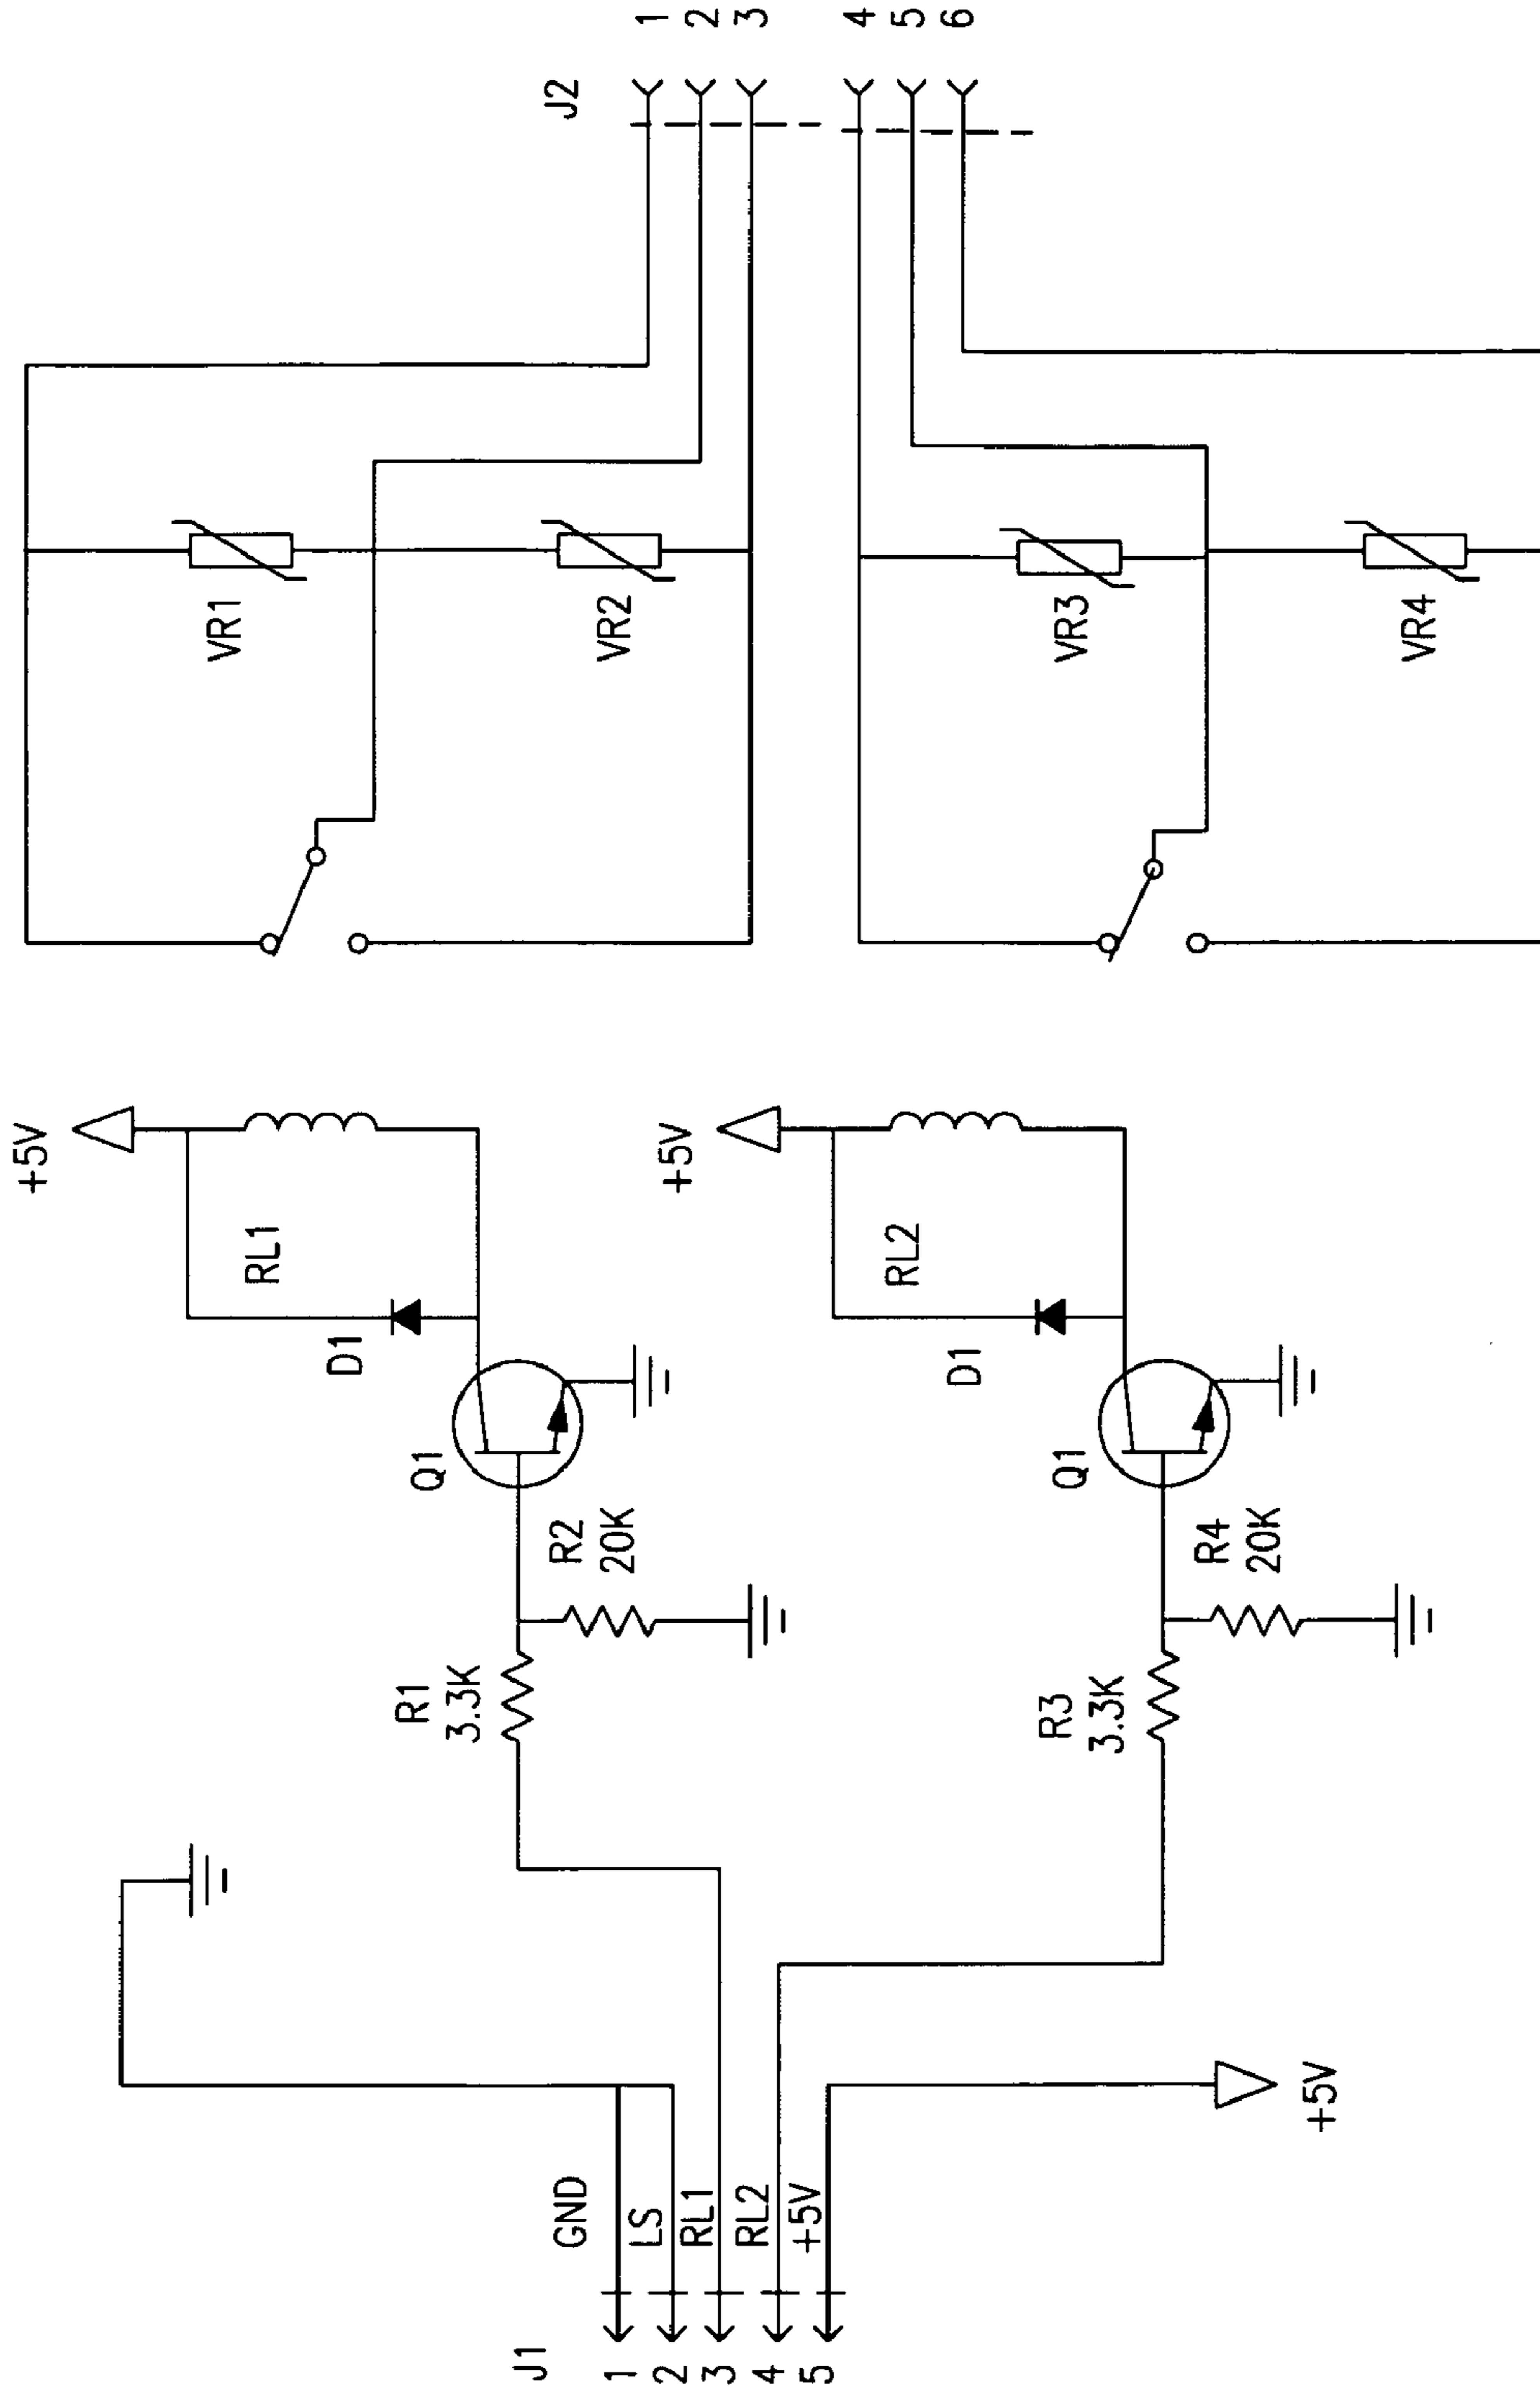 +5V
RL1
D1
Q1
R1
3.3K
R2
20K
+5V
RL2
D1
Q1
R3
3.3K
R4
20K
J1
1
GND
2
LS
3
RL1
4
RL2
5
+5V
+5V
VR1
VR2
VR3
VR4
J2
1
2
3
4
5
6